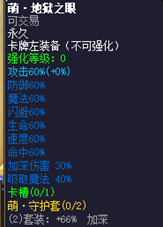 萌·地狱之眼
可交易
永久
卡牌左装备（不可强化）
强化等级: 0
攻击60%(+0%)
防御60%
魔法60%
闪避60%
生命60%
速度60%
命中60%
加深伤害 30%
吸取魔法 40%
卡槽(0/1)
萌·守护套(0/2)
(2)套装: +66% 加深